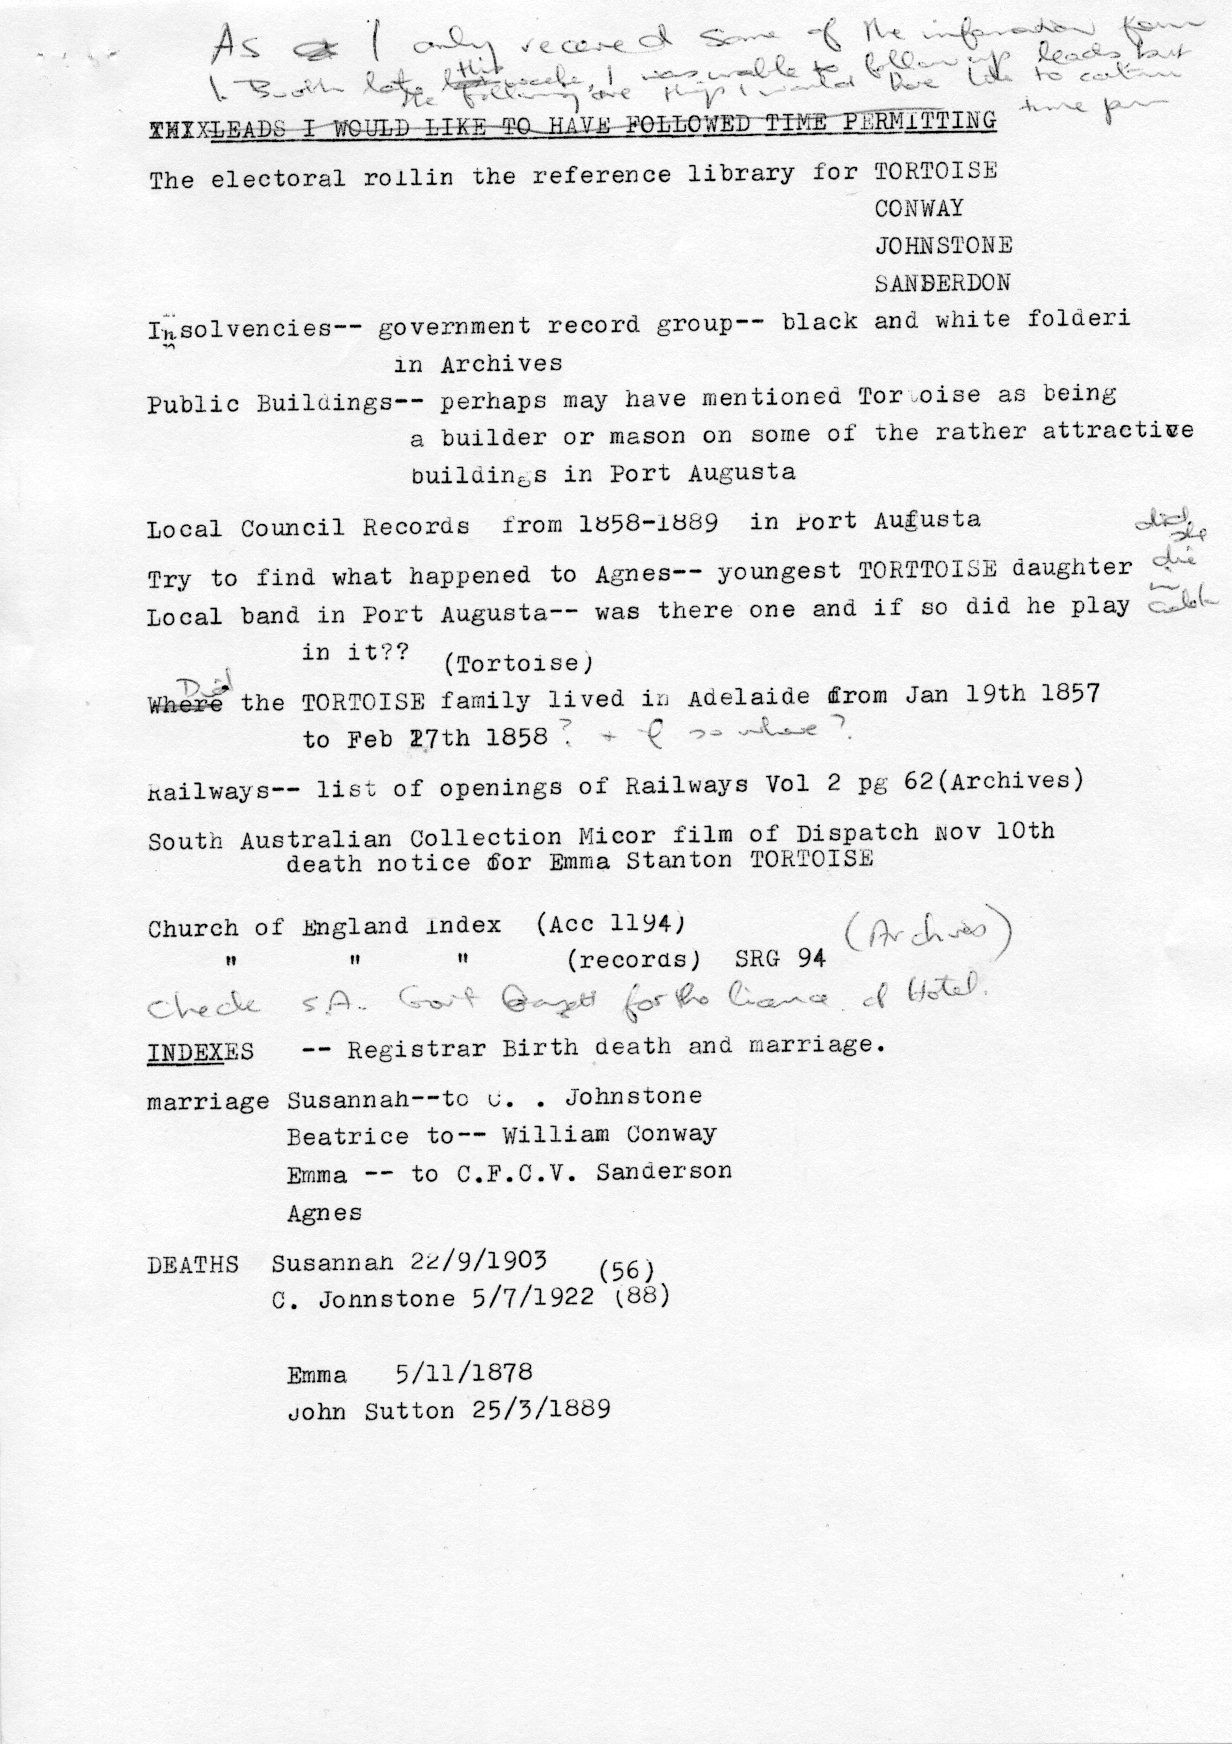 As I only received some of the information from
I. Booth late this week, I was unable to follow up leads but
the following are things I would have like to continue
time per
THIXXLEADS I WOULD LIKE TO HAVE FOLLOWED TIME PERMITTING
The electoral rollin the reference library for TORTOISE
CONWAY
JOHNSTONE
SANDERDON
Insolvencies-- government record group-- black and white folderi
in Archives
Public Buildings-- perhaps may have mentioned Tortoise as being
a builder or mason on some of the rather attractive
buildings in Port Augusta
Local Council Records from 1858-1889 in Port Aufusta
did she
Try to find what happened to Agnes-- youngest TORTTOISE daughter die
in
Local band in Port Augusta-- was there one and if so did he play
in it?? (Tortoise)
Did
Where the TORTOISE family lived in Adelaide from Jan 19th 1857
to Feb 27th 1858 ? + if so where?
Railways-- list of openings of Railways Vol 2 pg 62(Archives)
South Australian Collection Micor film of Dispatch Nov 10th
death notice for Emma Stanton TORTOISE
Church of England Index (Acc 1194) (Archives)
" " " (records) SRG 94
Check S.A. Gov't Gazett for the licence of Hotel.
INDEXES -- Registrar Birth death and marriage.
marriage Susannah--to C. . Johnstone
Beatrice to-- William Conway
Emma -- to C.F.C.V. Sanderson
Agnes
DEATHS Susannah 22/9/1903 (56)
C. Johnstone 5/7/1922 (88)
Emma 5/11/1878
John Sutton 25/3/1889